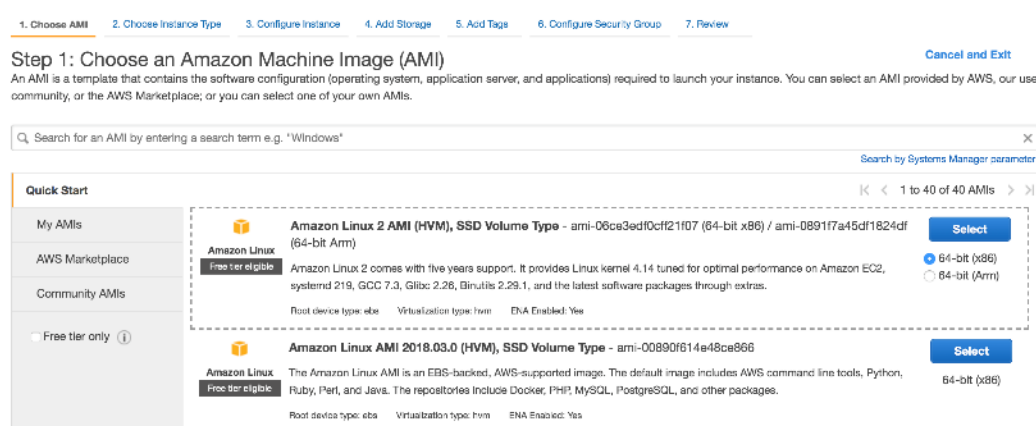 1. Choose AMI 2. Choose Instance Type 3. Configure Instance 4. Add Storage 5. Add Tags 6. Configure Security Group 7. Review
Step 1: Choose an Amazon Machine Image (AMI)
Cancel and Exit
An AMI is a template that contains the software configuration (operating system, application server, and applications) required to launch your instance. You can select an AMI provided by AWS, our use
community, or the AWS Marketplace; or you can select one of your own AMIs.
Search for an AMI by entering a search term e.g. "Windows"
Search by Systems Manager parameter
Quick Start
1 to 40 of 40 AMIs
My AMIs
AWS Marketplace
Community AMIs
Free tier only
Amazon Linux
Free tier eligible
Amazon Linux 2 AMI (HVM), SSD Volume Type - ami-06ce3edf0cff21f07 (64-bit x86) / ami-0891f7a45df1824df
(64-bit Arm)
Amazon Linux 2 comes with five years support. It provides Linux kernel 4.14 tuned for optimal performance on Amazon EC2,
systemd 219, GCC 7.3, Glibc 2.26, Binutils 2.29.1, and the latest software packages through extras.
Root device type: ebs Virtualization type: hvm ENA Enabled: Yes
Select
64-bit (x86)
64-bit (Arm)
Amazon Linux
Free tier eligible
Amazon Linux AMI 2018.03.0 (HVM), SSD Volume Type - ami-00890f614e48ce866
The Amazon Linux AMI is an EBS-backed, AWS-supported image. The default image includes AWS command line tools, Python,
Ruby, Perl, and Java. The repositories include Docker, PHP, MySQL, PostgreSQL, and other packages.
Root device type: ebs Virtualization type: hvm ENA Enabled: Yes
Select
64-bit (x86)